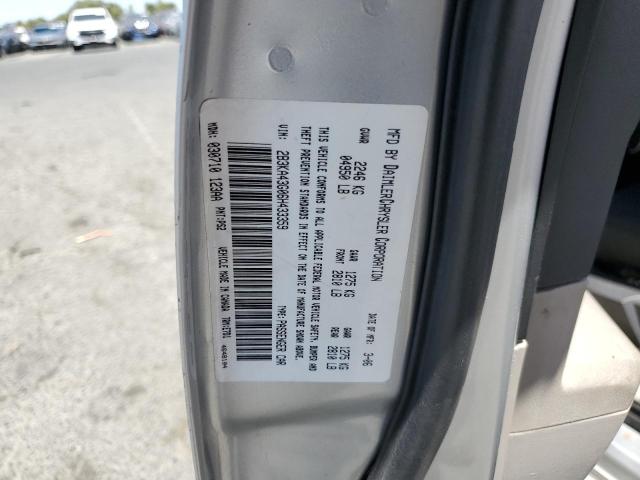 MFD BY DAIMLERCHRYSLER CORPORATION
DATE OF MFR: 3-06
GVWR 2246 KG 04950 LB
GAWR FRONT 1275 KG 2810 LB
GAWR REAR 1275 KG 2810 LB
THIS VEHICLE CONFORMS TO ALL APPLICABLE FEDERAL MOTOR VEHICLE SAFETY, BUMPER AND
THEFT PREVENTION STANDARDS IN EFFECT ON THE DATE OF MANUFACTURE SHOWN ABOVE.
VIN: 2B3KA43G06H433359
TYPE: PASSENGER CAR
MDH: 030710 123AA PNT: PS2
VEHICLE MADE IN CANADA